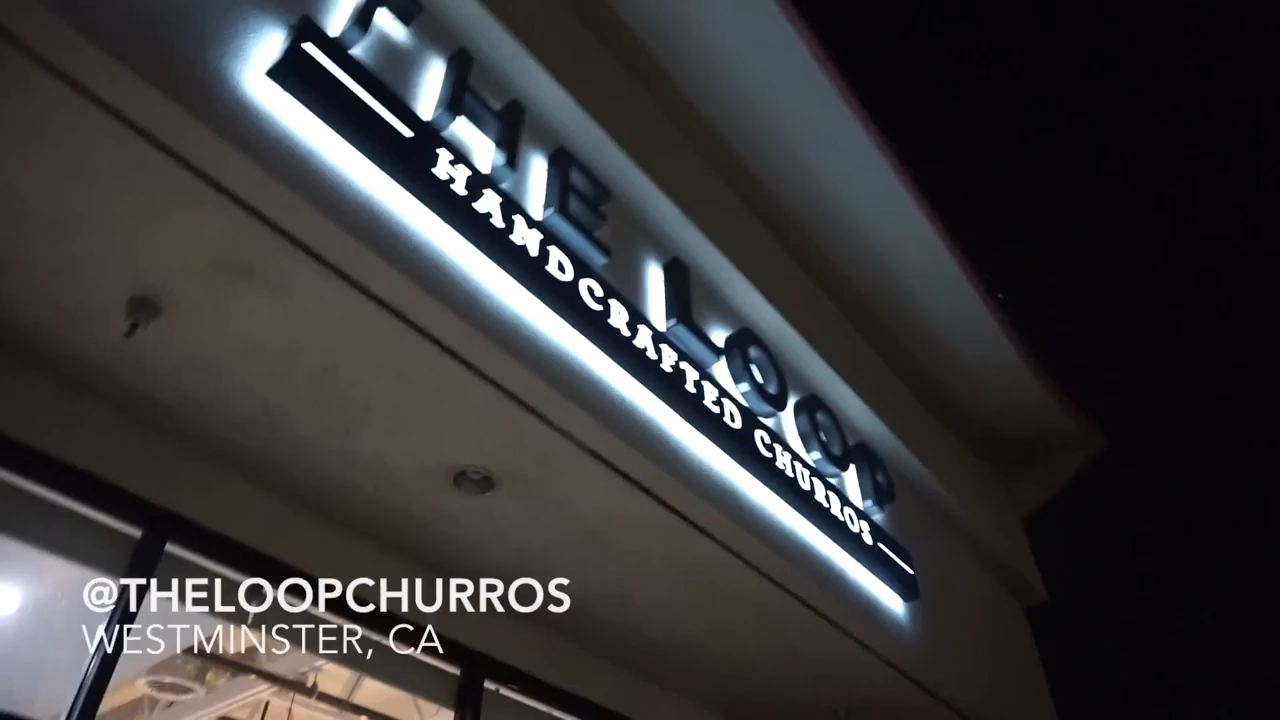 THE LOOP
HANDCRAFTED CHURROS
@THELOOPCHURROS
WESTMINSTER, CA